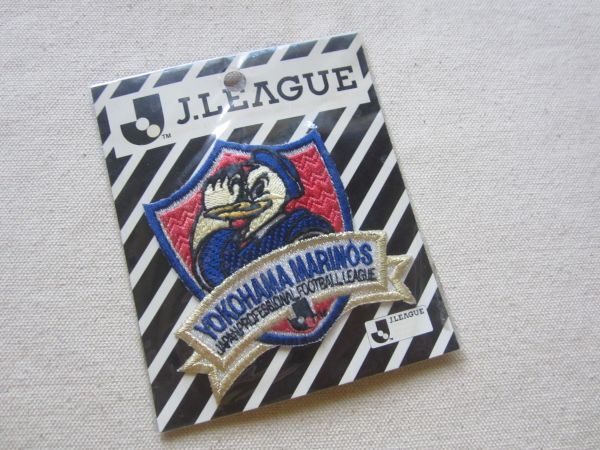 J.LEAGUE
TM
YOKOHAMA MARINOS
JAPAN PROFESSIONAL FOOTBALL LEAGUE
J.LEAGUE